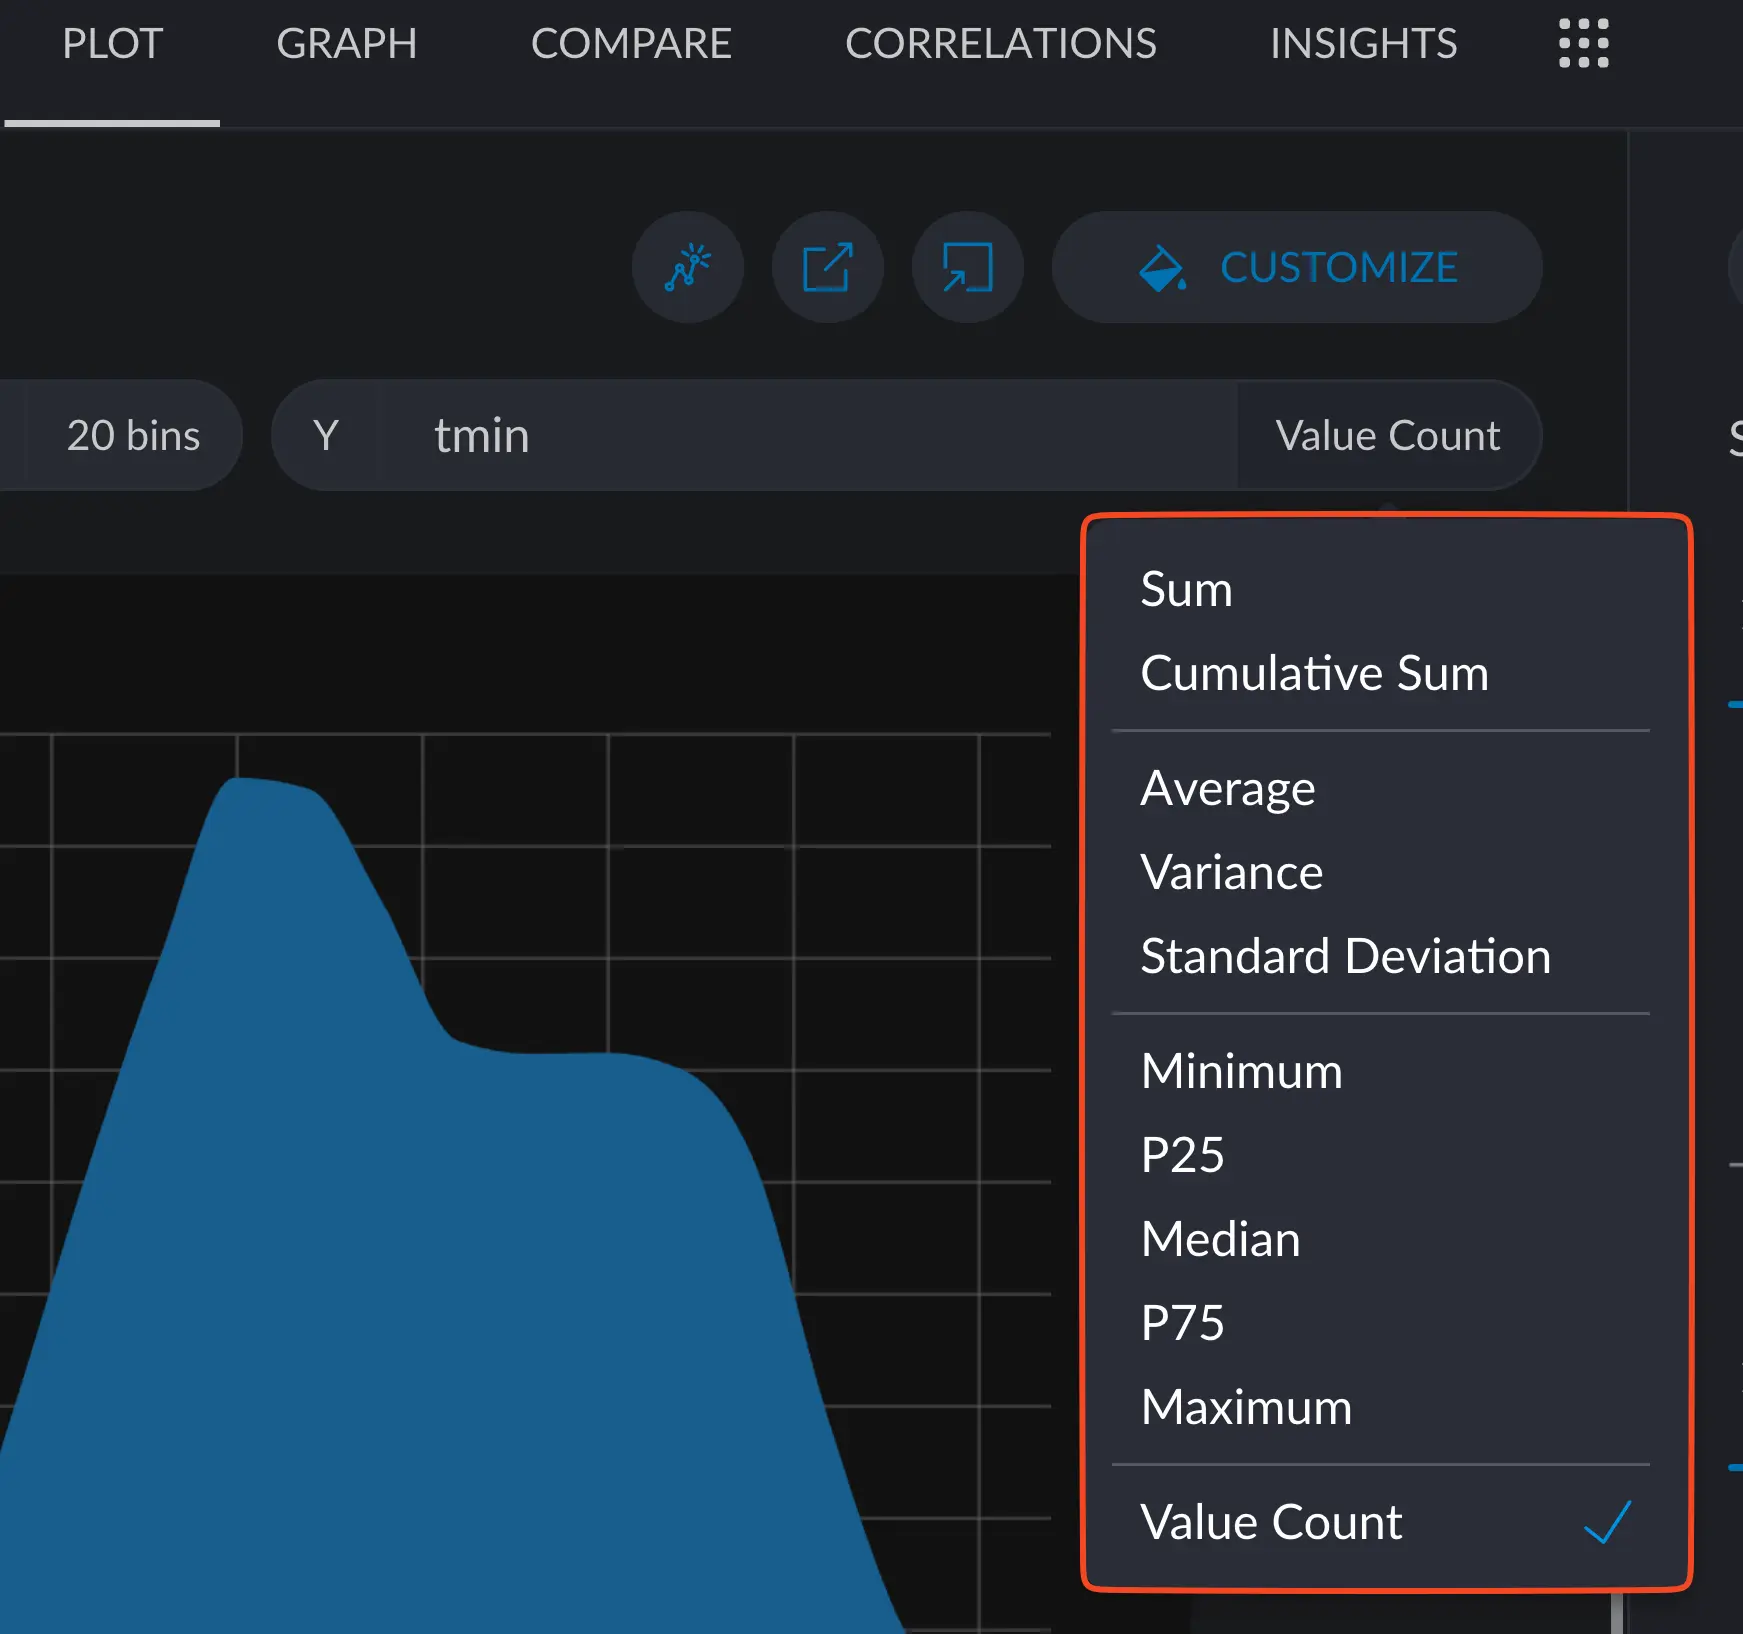 PLOT GRAPH COMPARE CORRELATIONS INSIGHTS
CUSTOMIZE
20 bins Y tmin Value Count
Sum
Cumulative Sum
Average
Variance
Standard Deviation
Minimum
P25
Median
P75
Maximum
Value Count